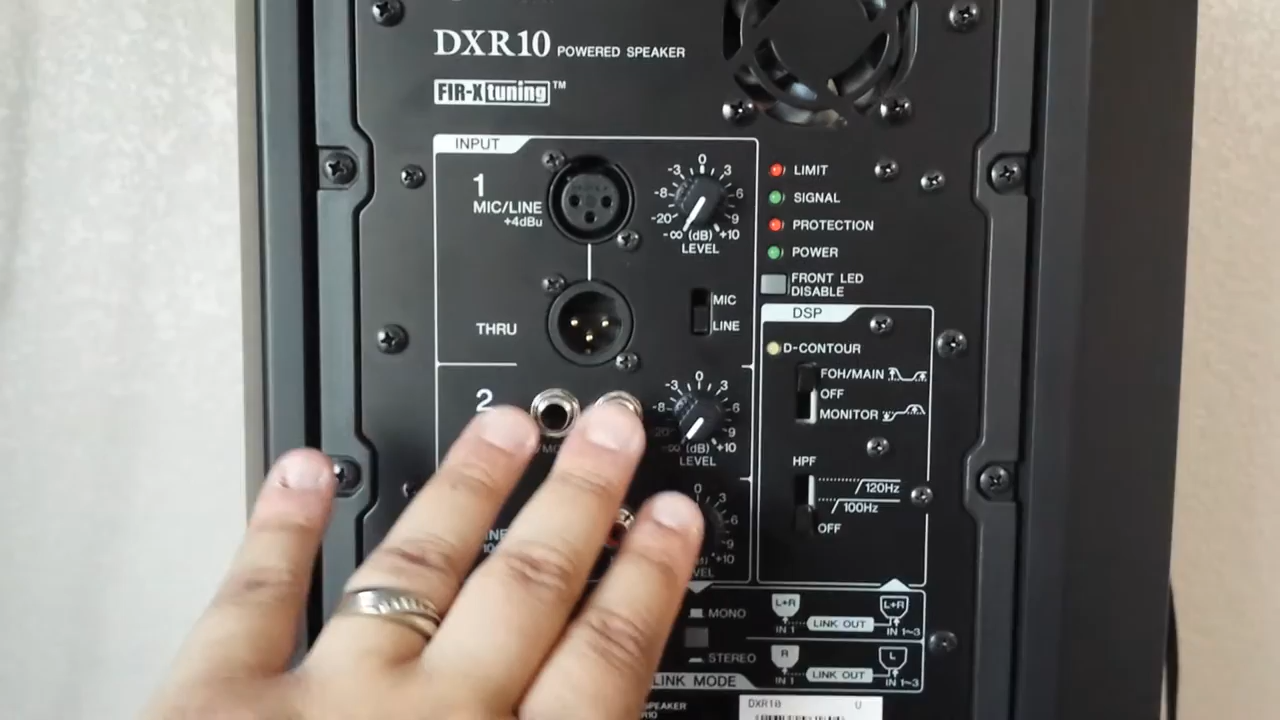 DXR10 POWERED SPEAKER
FIR-X tuning™
INPUT
1
MIC/LINE
+4dBu
-3 0 3
-8 6
-20 9
-∞ (dB) +10
LEVEL
LIMIT
SIGNAL
PROTECTION
POWER
FRONT LED
DISABLE
THRU
MIC
LINE
DSP
D-CONTOUR
FOH/MAIN
OFF
MONITOR
2
-3 0 3
-8 6
-20 9
-∞ (dB) +10
LEVEL
HPF
120Hz
100Hz
OFF
0 3
6
9
+10
MONO
STEREO
LINK MODE
L+R L+R
IN 1 LINK OUT IN 1~3
R L
IN 1 LINK OUT IN 1~3
SPEAKER
DXR10 U